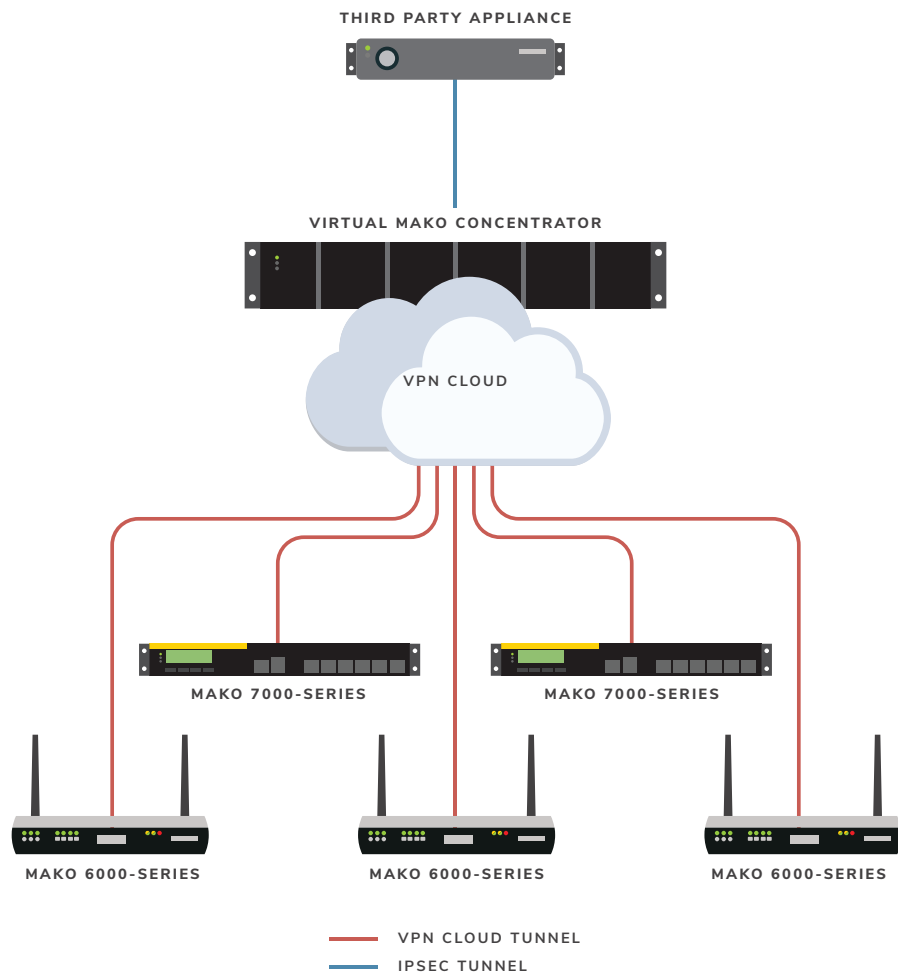 THIRD PARTY APPLIANCE
VIRTUAL MAKO CONCENTRATOR
VPN CLOUD
MAKO 7000-SERIES
MAKO 7000-SERIES
MAKO 6000-SERIES
MAKO 6000-SERIES
MAKO 6000-SERIES
VPN CLOUD TUNNEL
IPSEC TUNNEL